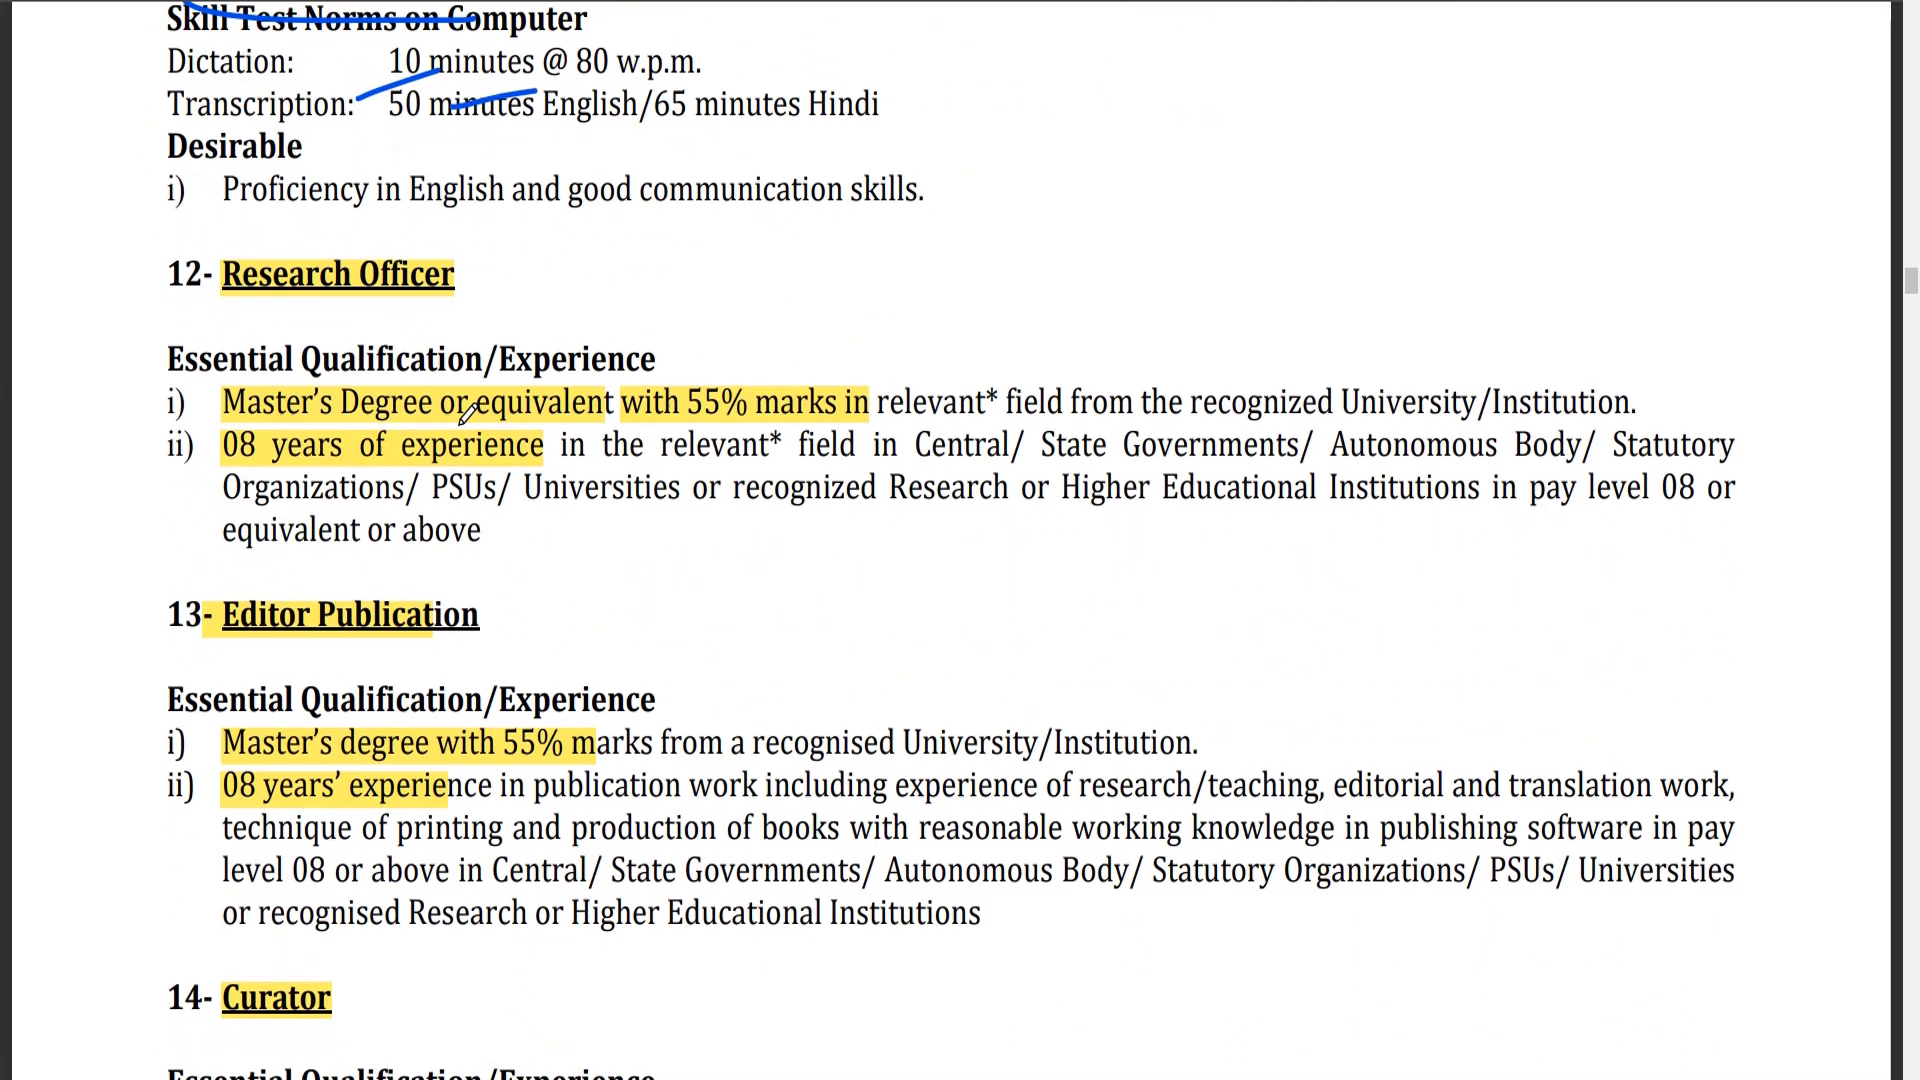 Skill Test Norms on Computer
Dictation: 10 minutes @ 80 w.p.m.
Transcription: 50 minutes English/65 minutes Hindi
Desirable
i) Proficiency in English and good communication skills.
12- Research Officer
Essential Qualification/Experience
i) Master’s Degree or equivalent with 55% marks in relevant* field from the recognized University/Institution.
ii) 08 years of experience in the relevant* field in Central/ State Governments/ Autonomous Body/ Statutory
Organizations/ PSUs/ Universities or recognized Research or Higher Educational Institutions in pay level 08 or
equivalent or above
13- Editor Publication
Essential Qualification/Experience
i) Master’s degree with 55% marks from a recognised University/Institution.
ii) 08 years’ experience in publication work including experience of research/teaching, editorial and translation work,
technique of printing and production of books with reasonable working knowledge in publishing software in pay
level 08 or above in Central/ State Governments/ Autonomous Body/ Statutory Organizations/ PSUs/ Universities
or recognised Research or Higher Educational Institutions
14- Curator
Essential Qualification/Experience